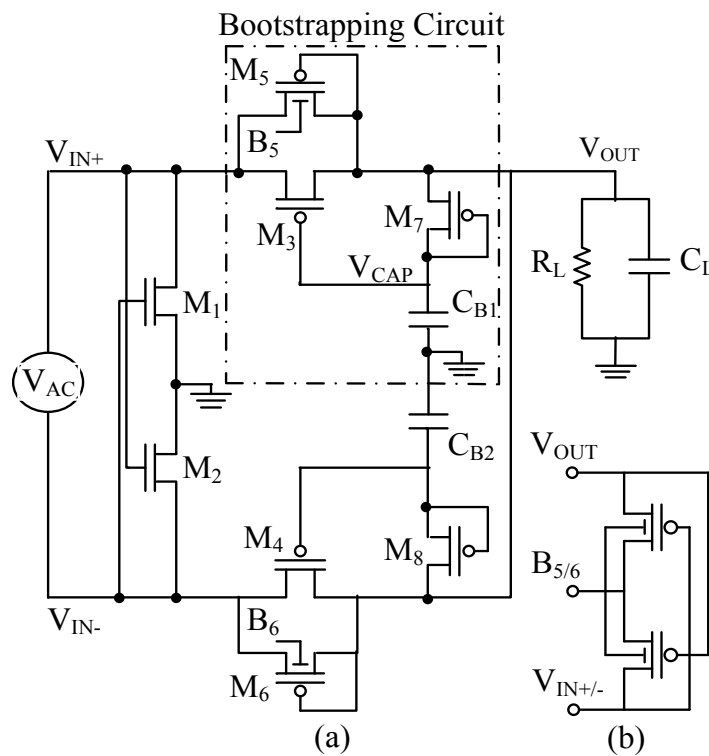 Bootstrapping Circuit
M5
B5
VIN+
VOUT
M3
M7
VCAP
RL
CL
CB1
M1
VAC
M2
CB2
VOUT
M4
M8
B5/6
VIN-
B6
M6
VIN+/-
(a)
(b)